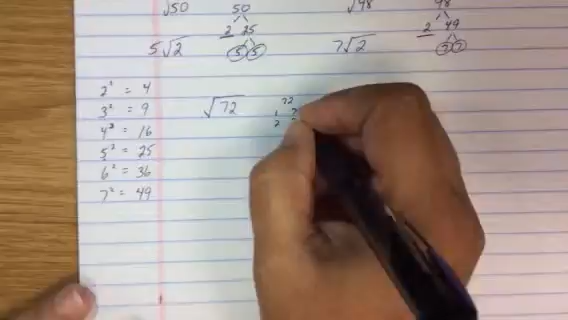 √50 50 √98 98
2 25 2 49
5√2 5 5 7√2 7 7
2² = 4
3² = 9 √72 72
4² = 16 2
5² = 25
6² = 36
7² = 49